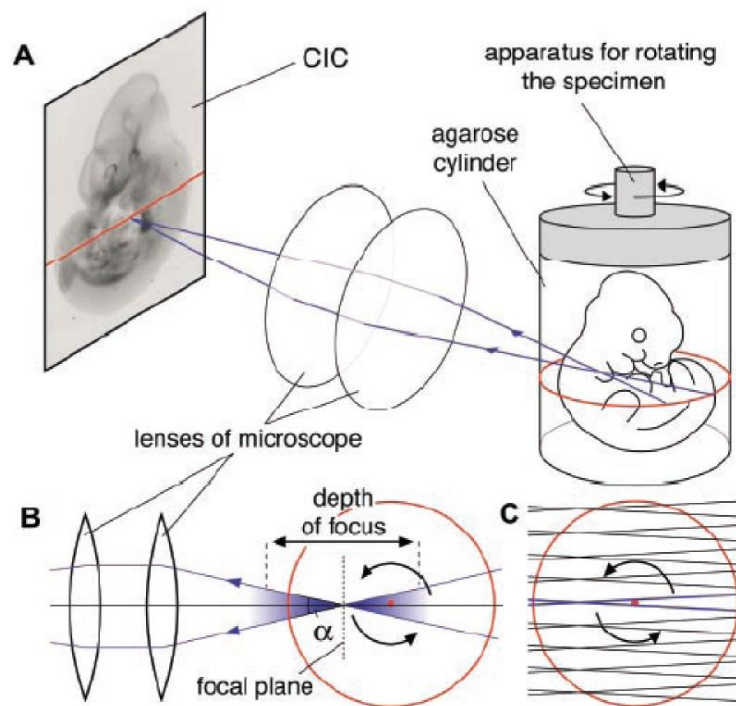 A
CIC
apparatus for rotating
the specimen
agarose
cylinder
lenses of microscope
B
depth
of focus
α
focal plane
C